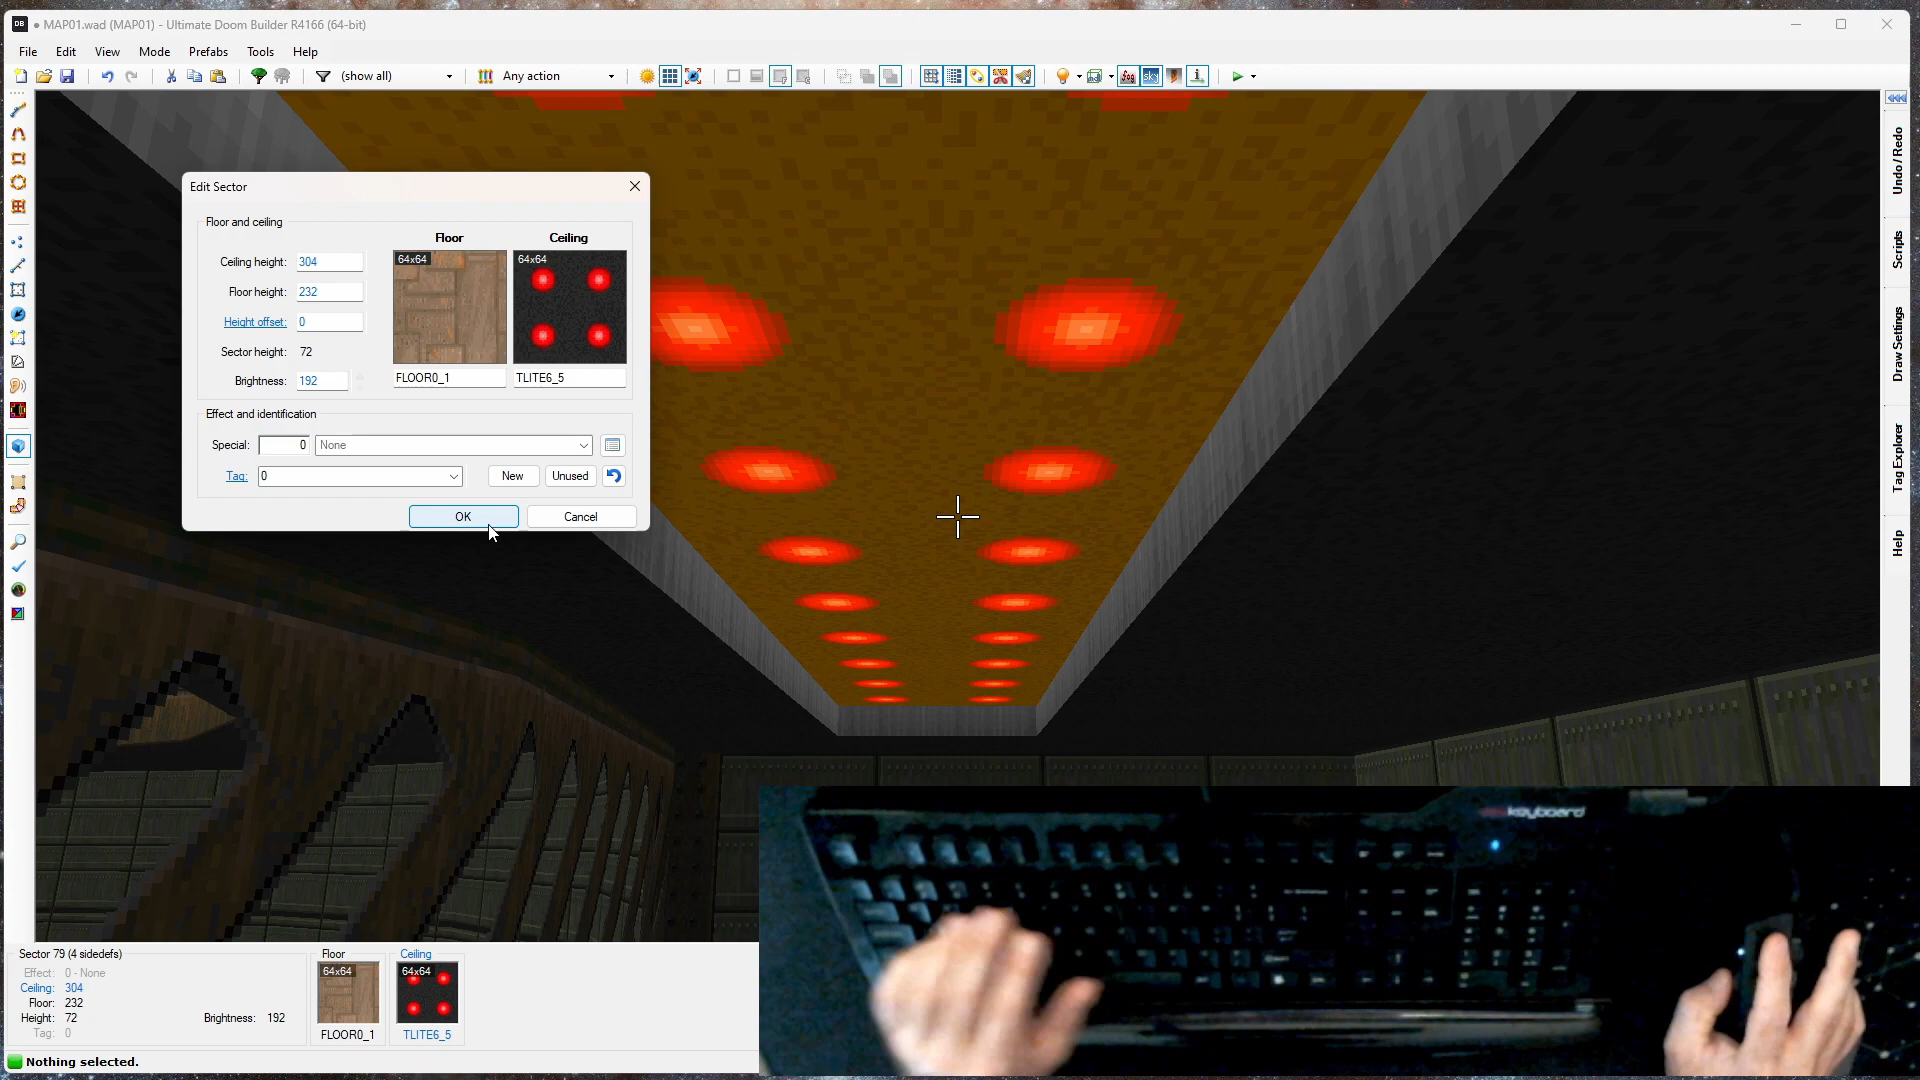 DB • MAP01.wad (MAP01) - Ultimate Doom Builder R4166 (64-bit)
File Edit View Mode Prefabs Tools Help
(show all) Any action
fog sky
Edit Sector
Floor and ceiling
Floor Ceiling
64x64 64x64
Ceiling height: 304
Floor height: 232
Height offset: 0
Sector height: 72
Brightness: 192
FLOOR0_1 TLITE6_5
Effect and identification
Special: 0 None
Tag: 0 New Unused
OK Cancel
Undo / Redo
Scripts
Draw Settings
Tag Explorer
Help
keyboard
Sector 79 (4 sidedefs)
Effect: 0 - None
Ceiling: 304
Floor: 232
Height: 72 Brightness: 192
Tag: 0
Floor Ceiling
64x64 64x64
FLOOR0_1 TLITE6_5
Nothing selected.